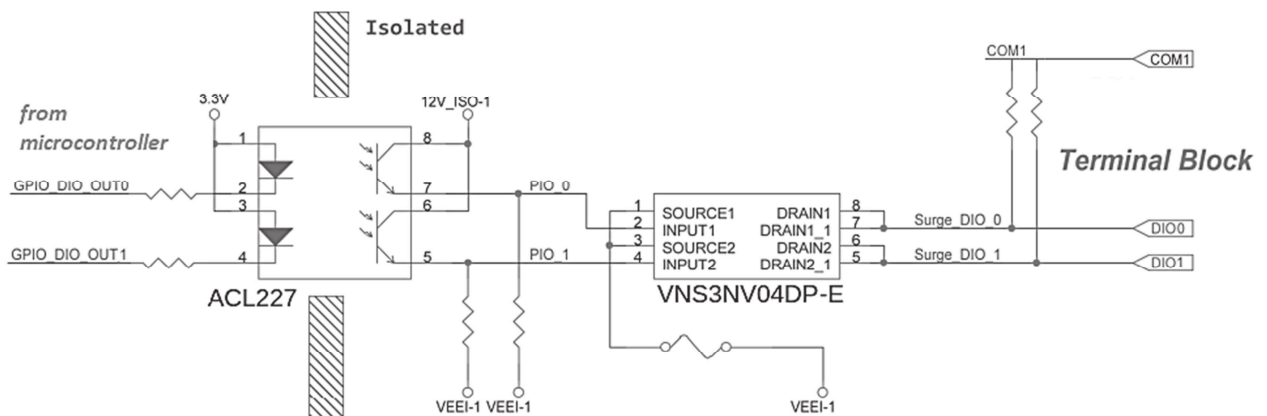 Isolated
COM1
COM1
3.3V
12V_ISO-1
from
microcontroller
1
8
Terminal Block
GPIO_DIO_OUT0
2
7
PIO_0
3
6
1
SOURCE1
DRAIN1
8
Surge_DIO_0
2
INPUT1
DRAIN1_1
7
DIO0
3
SOURCE2
DRAIN2
6
GPIO_DIO_OUT1
4
5
PIO_1
4
INPUT2
DRAIN2_1
5
Surge_DIO_1
DIO1
ACL227
VNS3NV04DP-E
VEEI-1
VEEI-1
VEEI-1